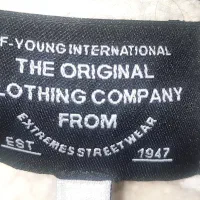 F-YOUNG INTERNATIONAL
THE ORIGINAL
LOTHING COMPANY
FROM
EXTREMES STREETWEAR
EST 1947